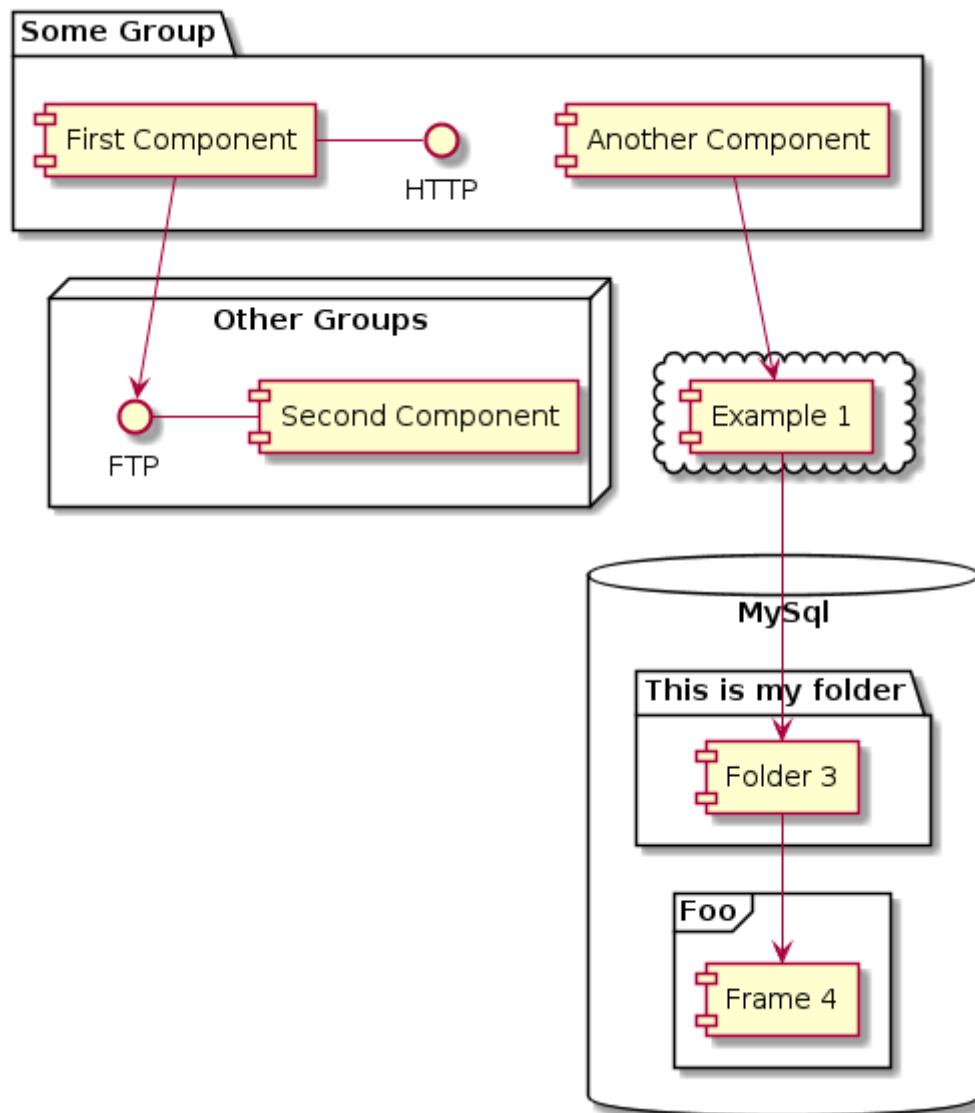 Some Group
First Component
HTTP
Another Component
Other Groups
FTP
Second Component
Example 1
MySql
This is my folder
Folder 3
Foo
Frame 4